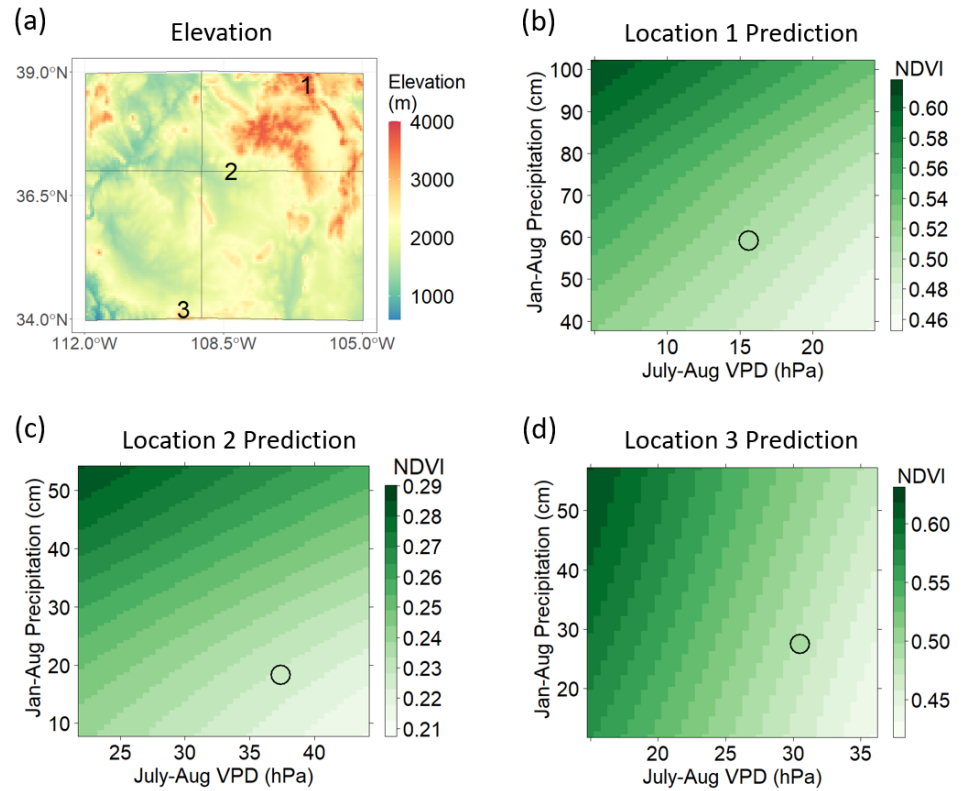 (a)
Elevation
39.0°N
36.5°N
34.0°N
112.0°W
108.5°W
105.0°W
1
2
3
Elevation
(m)
4000
3000
2000
1000
(b)
Location 1 Prediction
Jan-Aug Precipitation (cm)
100
90
80
70
60
50
40
10
15
20
July-Aug VPD (hPa)
NDVI
0.60
0.58
0.56
0.54
0.52
0.50
0.48
0.46
(c)
Location 2 Prediction
Jan-Aug Precipitation (cm)
50
40
30
20
10
25
30
35
40
July-Aug VPD (hPa)
NDVI
0.29
0.28
0.27
0.26
0.25
0.24
0.23
0.22
0.21
(d)
Location 3 Prediction
Jan-Aug Precipitation (cm)
50
40
30
20
20
25
30
35
July-Aug VPD (hPa)
NDVI
0.60
0.55
0.50
0.45